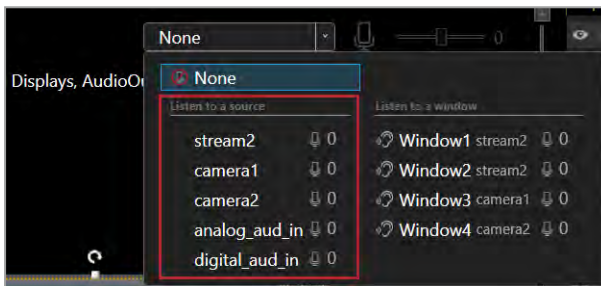 None
0
Displays, AudioOu
None
Listen to a source
stream2 0
camera1 0
camera2 0
analog_aud_in 0
digital_aud_in 0
Listen to a window
Window1 stream2 0
Window2 stream2 0
Window3 camera1 0
Window4 camera2 0